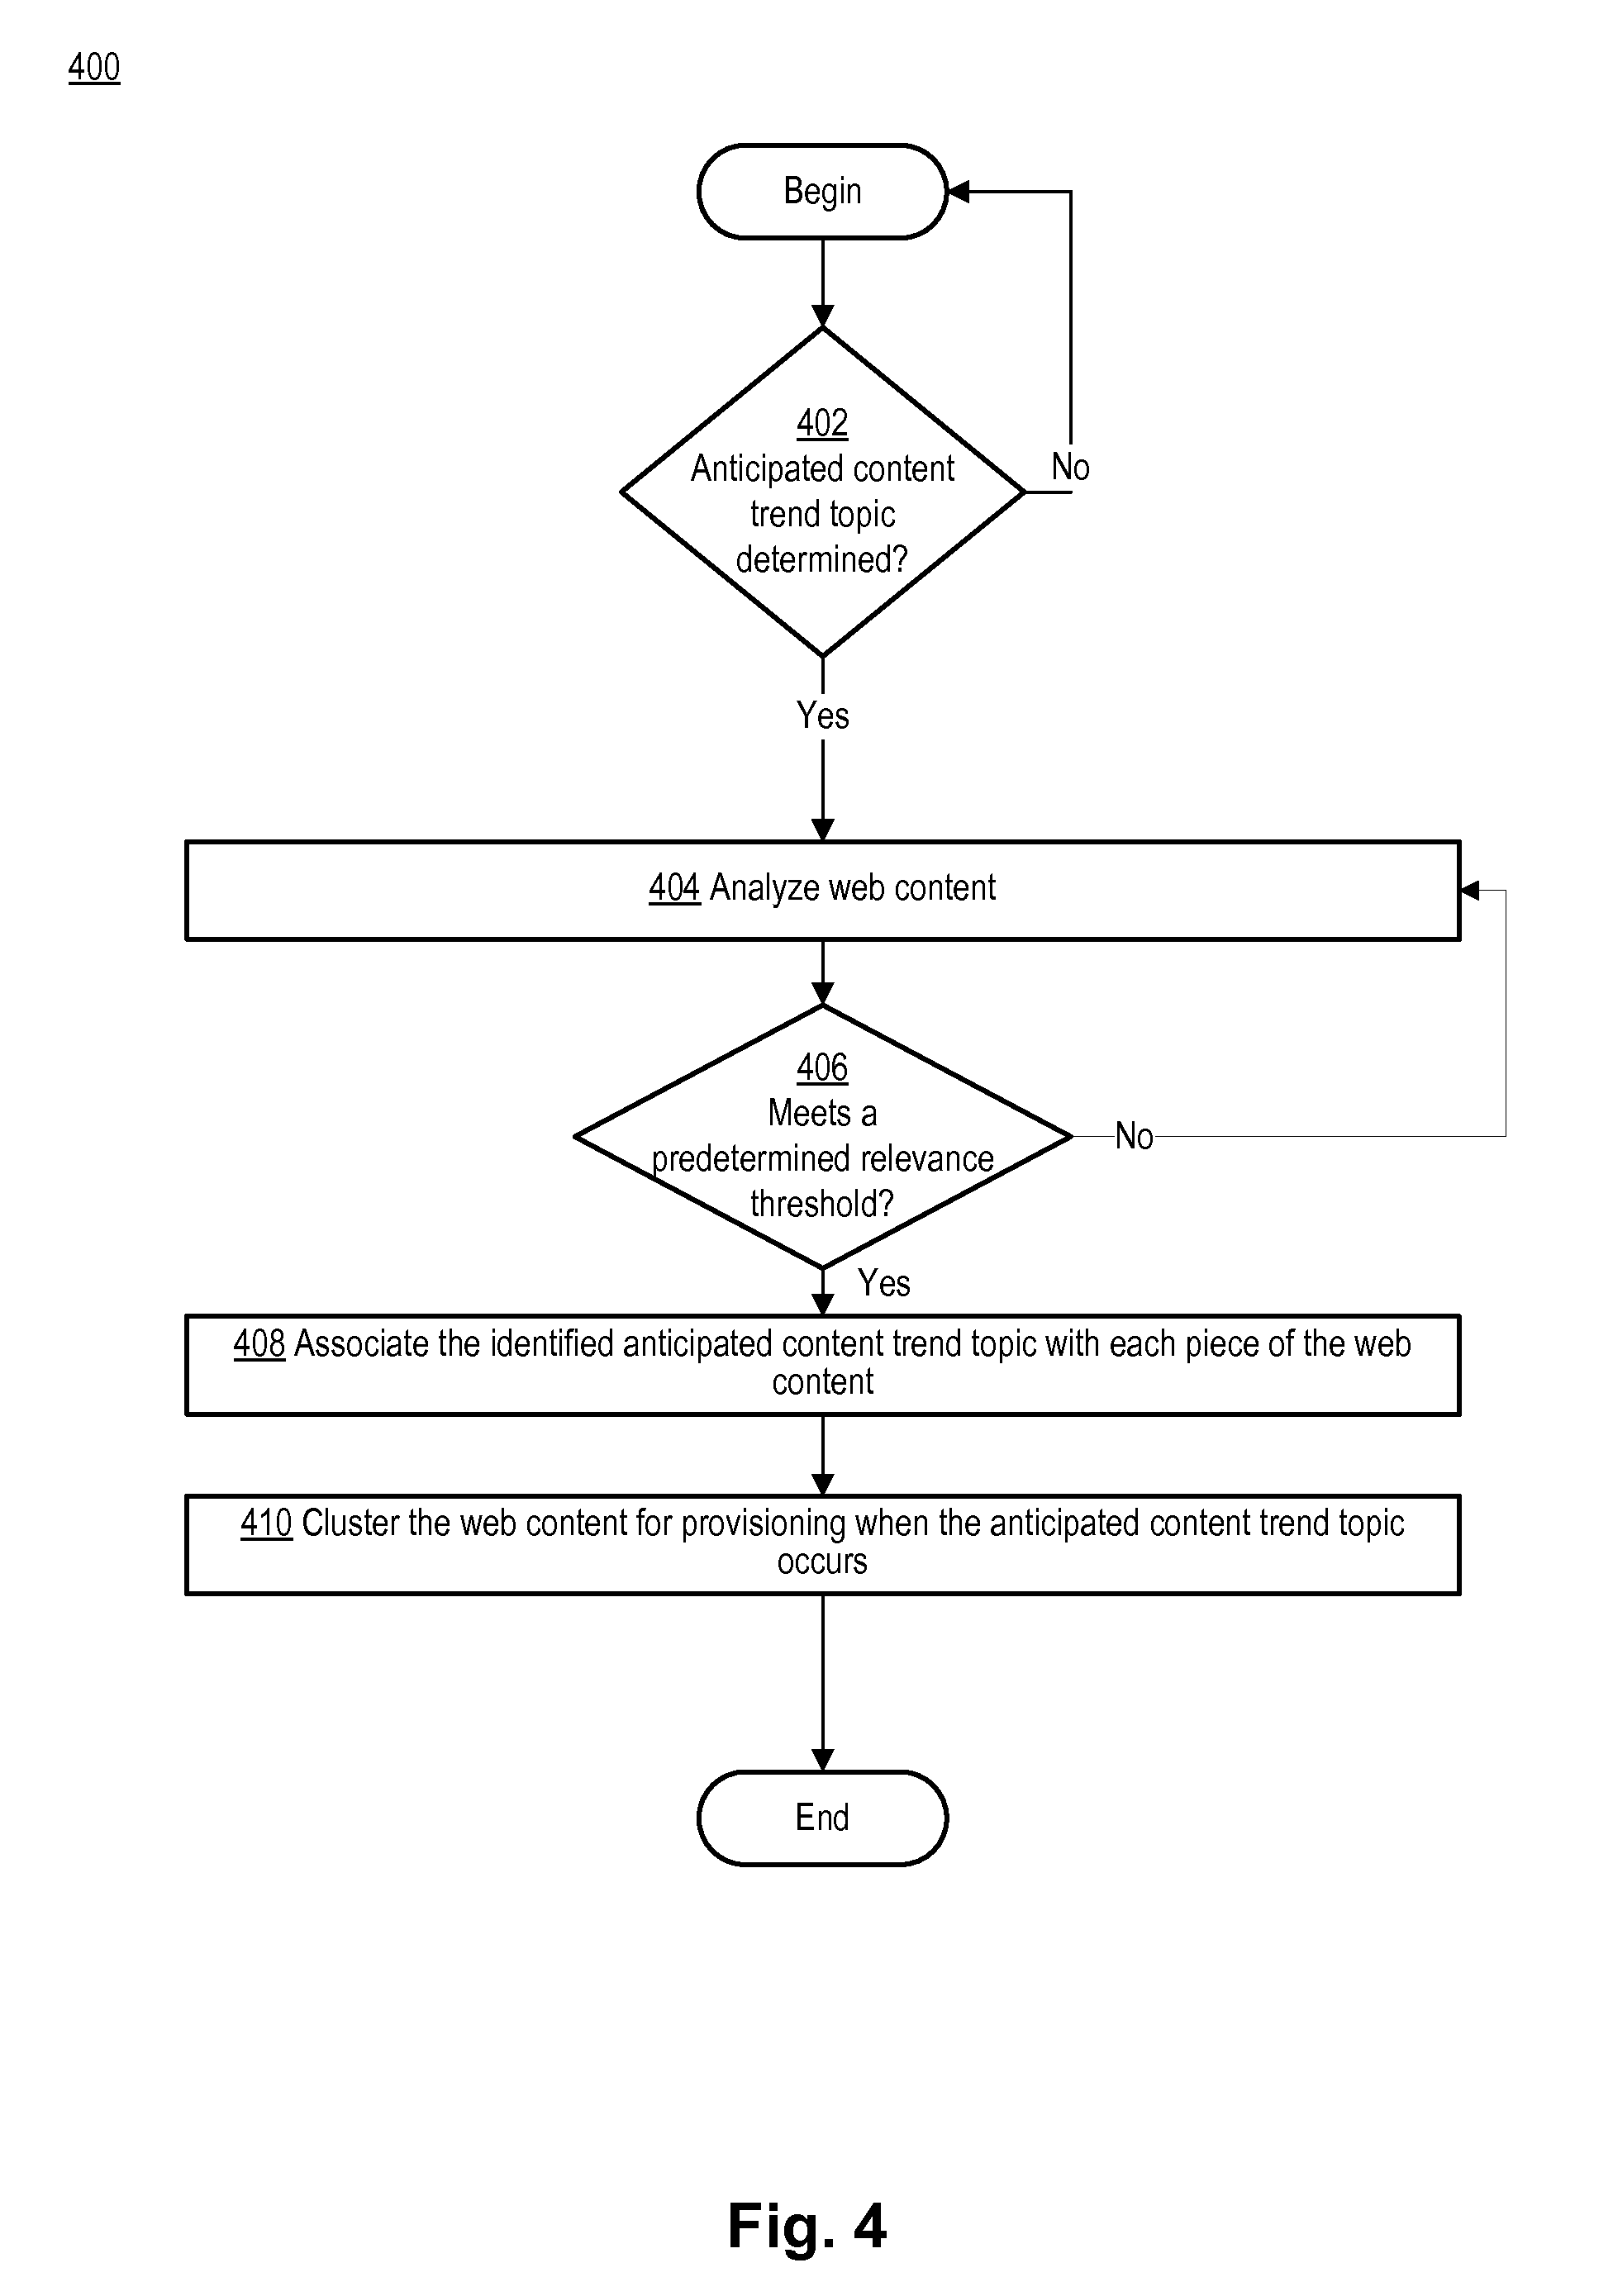 400
Begin
402
Anticipated content
trend topic
determined?
No
Yes
404 Analyze web content
406
Meets a
predetermined relevance
threshold?
No
Yes
408 Associate the identified anticipated content trend topic with each piece of the web
content
410 Cluster the web content for provisioning when the anticipated content trend topic
occurs
End
Fig. 4